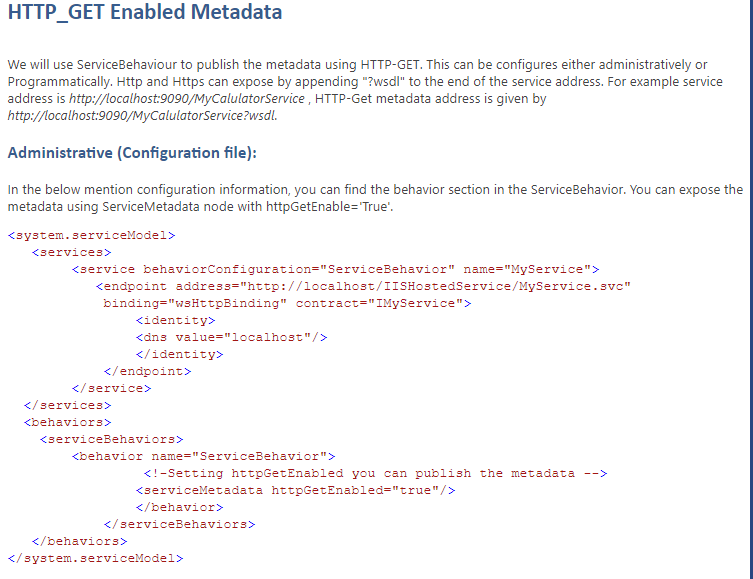 HTTP_GET Enabled Metadata
We will use ServiceBehaviour to publish the metadata using HTTP-GET. This can be configures either administratively or
Programmatically. Http and Https can expose by appending "?wsdl" to the end of the service address. For example service
address is http://localhost:9090/MyCalulatorService , HTTP-Get metadata address is given by
http://localhost:9090/MyCalulatorService?wsdl.
Administrative (Configuration file):
In the below mention configuration information, you can find the behavior section in the ServiceBehavior. You can expose the
metadata using ServiceMetadata node with httpGetEnable='True'.
<system.serviceModel>
<services>
<service behaviorConfiguration="ServiceBehavior" name="MyService">
<endpoint address="http://localhost/IISHostedService/MyService.svc"
binding="wsHttpBinding" contract="IMyService">
<identity>
<dns value="localhost"/>
</identity>
</endpoint>
</service>
</services>
<behaviors>
<serviceBehaviors>
<behavior name="ServiceBehavior">
<!-Setting httpGetEnabled you can publish the metadata -->
<serviceMetadata httpGetEnabled="true"/>
</behavior>
</serviceBehaviors>
</behaviors>
</system.serviceModel>